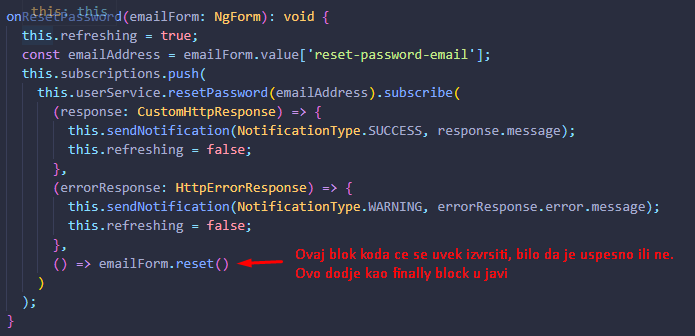 this: this
onResetPassword(emailForm: NgForm): void {
this.refreshing = true;
const emailAddress = emailForm.value['reset-password-email'];
this.subscriptions.push(
this.userService.resetPassword(emailAddress).subscribe(
(response: CustomHttpResponse) => {
this.sendNotification(NotificationType.SUCCESS, response.message);
this.refreshing = false;
},
(errorResponse: HttpErrorResponse) => {
this.sendNotification(NotificationType.WARNING, errorResponse.error.message);
this.refreshing = false;
},
() => emailForm.reset()
Ovaj blok koda ce se uvek izvrsiti, bilo da je uspesno ili ne.
Ovo dodje kao finally block u javi
)
);
}